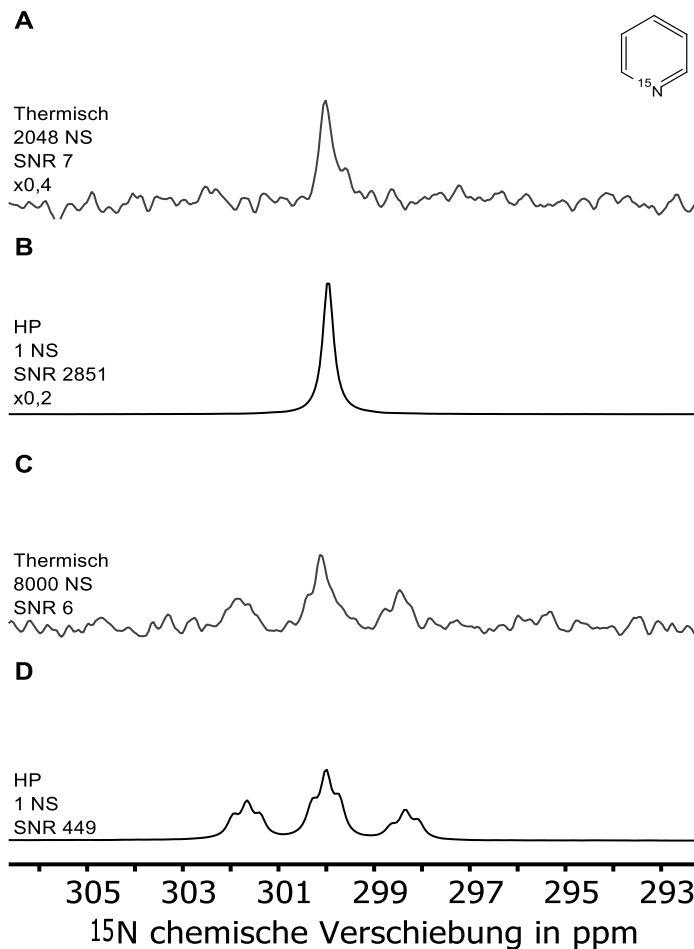 A
15
N
Thermisch
2048 NS
SNR 7
x0,4
B
HP
1 NS
SNR 2851
x0,2
C
Thermisch
8000 NS
SNR 6
D
HP
1 NS
SNR 449
305 303 301 299 297 295 293
15N chemische Verschiebung in ppm